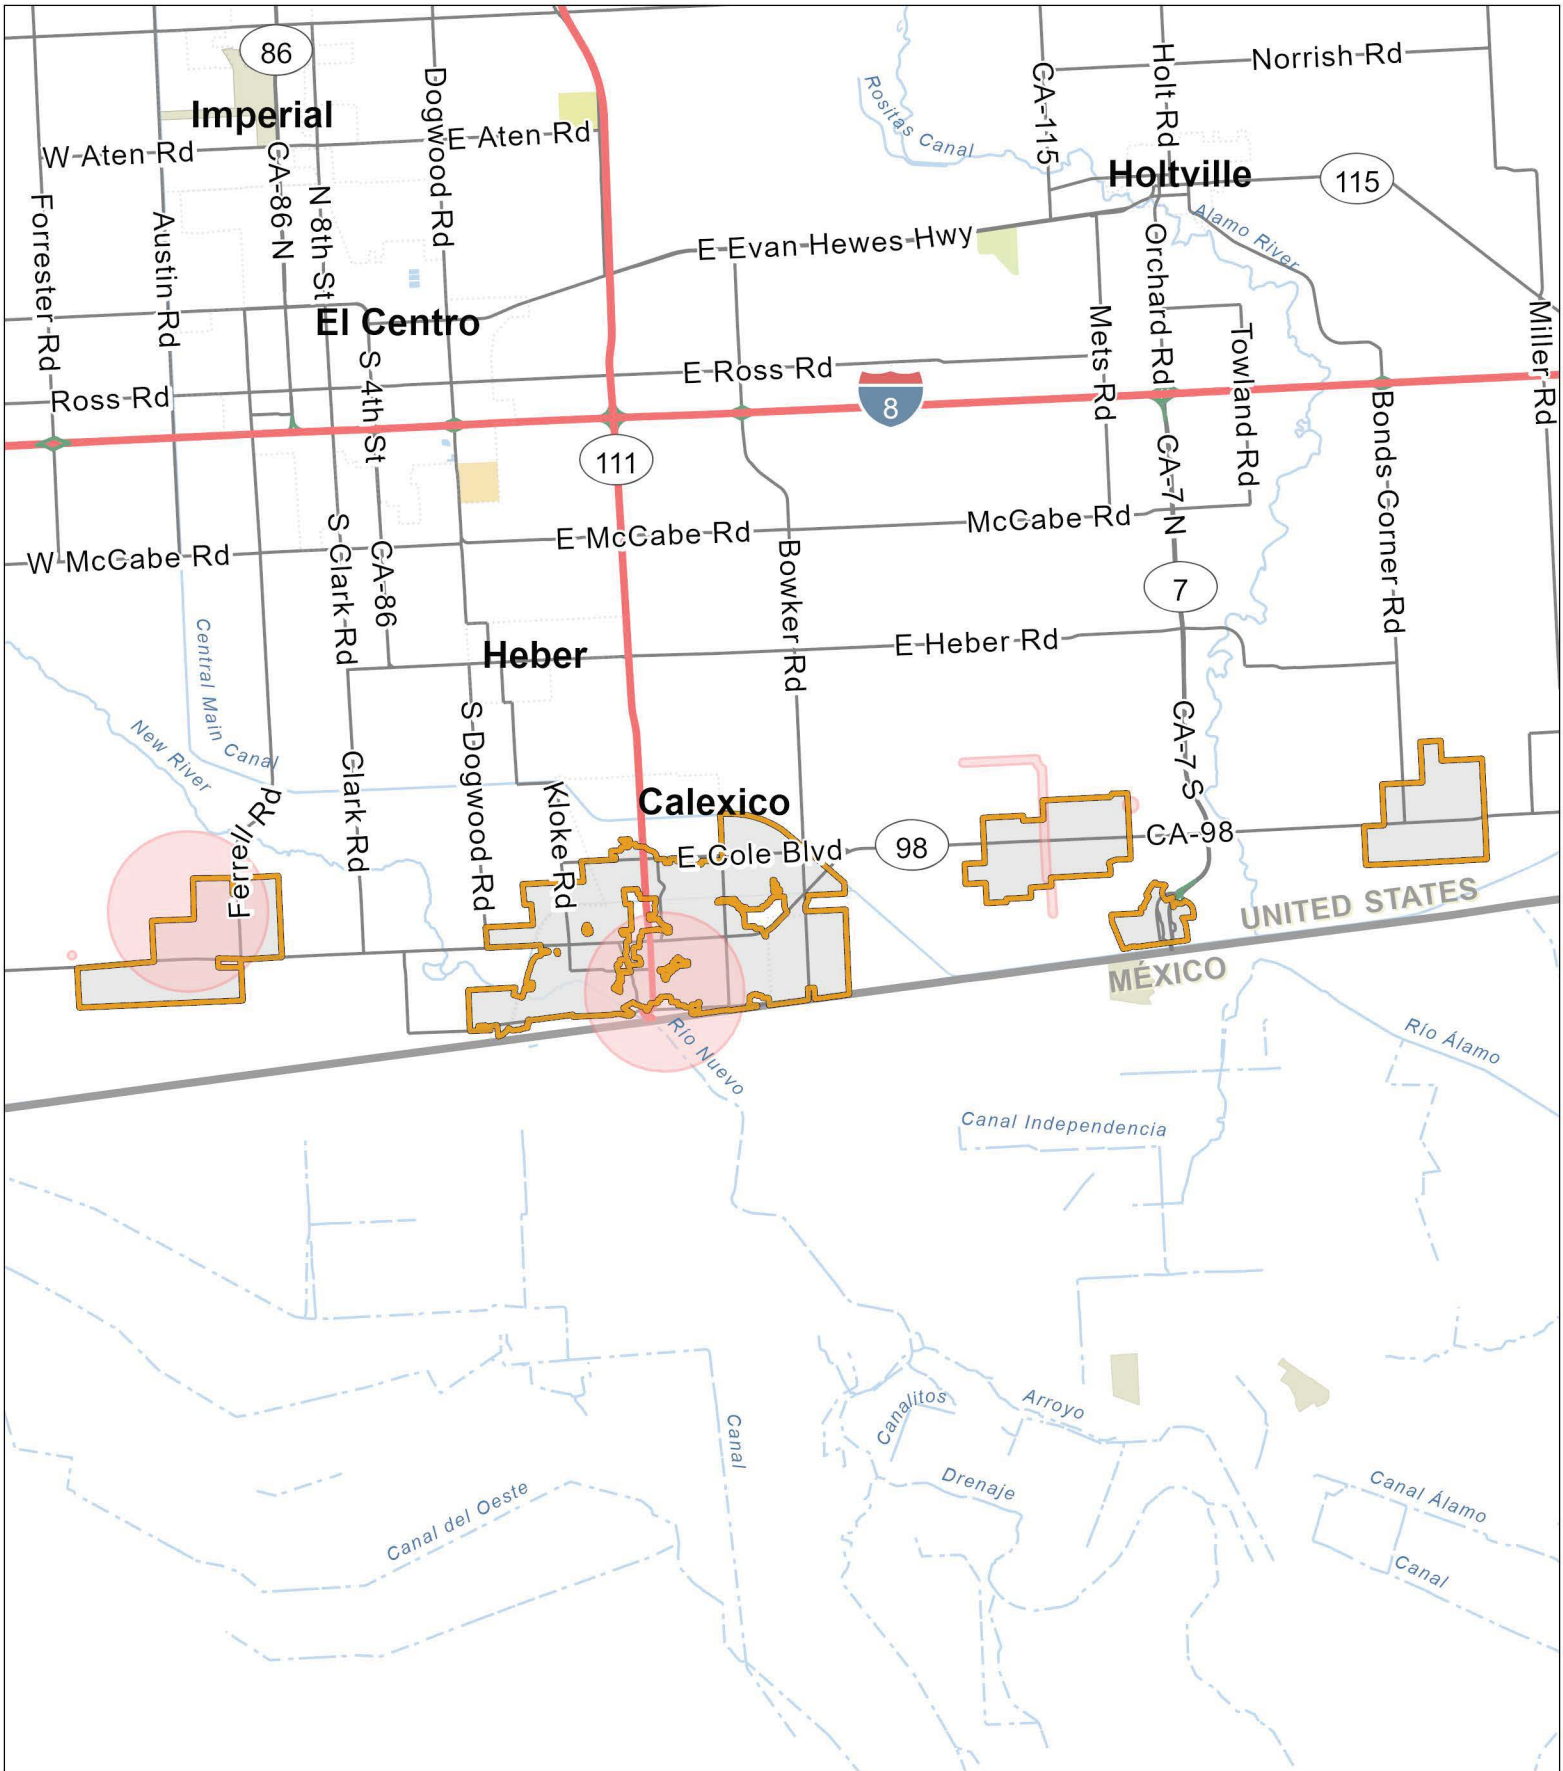 86
Norrish Rd
Imperial
W Aten Rd
E Aten Rd
Dogwood Rd
CA-115
Holt Rd
Rositas Canal
Holtville
115
CA-86 N
N 8th St
Forrester Rd
Austin Rd
E Evan Hewes Hwy
Alamo River
Orchard Rd
El Centro
S 4th St
Mets Rd
Towland Rd
Miller Rd
E Ross Rd
Ross Rd
8
Bonds Corner Rd
111
CA-7 N
McCabe Rd
E McCabe Rd
W McCabe Rd
S Clark Rd
CA-86
Bowker Rd
7
Heber
E Heber Rd
Central Main Canal
New River
S Dogwood Rd
CA-7 S
Clark Rd
Kloke Rd
Ferrell Rd
Calexico
E Cole Blvd
98
CA-98
UNITED STATES
MÉXICO
Río Nuevo
Río Álamo
Canal Independencia
Canalitos
Arroyo
Canal
Drenaje
Canal del Oeste
Canal Álamo
Canal